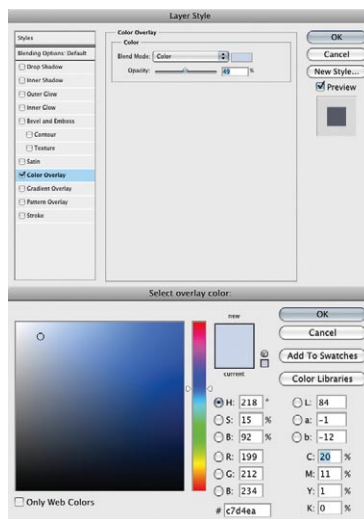 Layer Style
Styles
Blending Options: Default
Drop Shadow
Inner Shadow
Outer Glow
Inner Glow
Bevel and Emboss
Contour
Texture
Satin
Color Overlay
Gradient Overlay
Pattern Overlay
Stroke
Color Overlay
Color
Blend Mode: Color
Opacity: 49 %
OK
Cancel
New Style...
Preview
Select overlay color:
new
current
OK
Cancel
Add To Swatches
Color Libraries
H: 218 °
S: 15 %
B: 92 %
R: 199
G: 212
B: 234
# c7d4ea
L: 84
a: -1
b: -12
C: 20 %
M: 11 %
Y: 1 %
K: 0 %
Only Web Colors